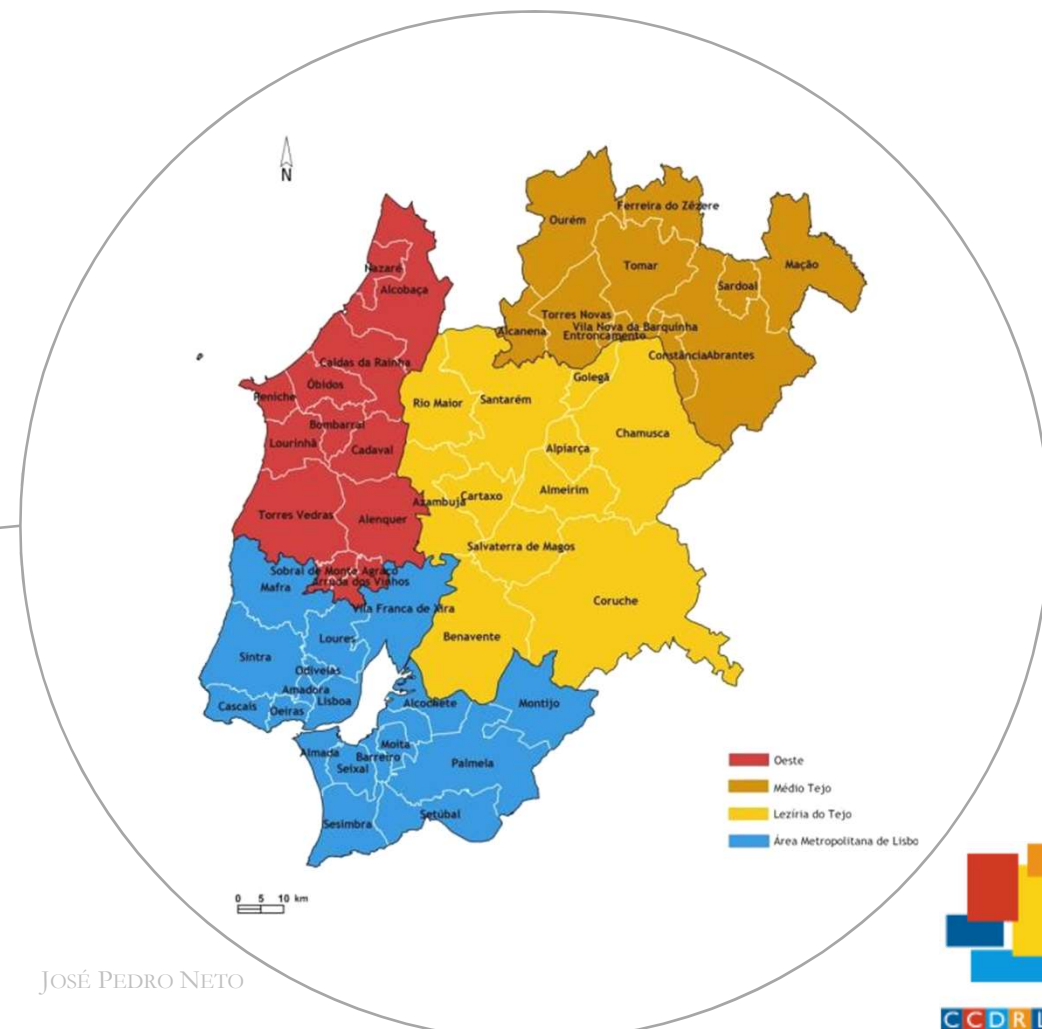 N
Ourém
Ferreira do Zêzere
Tomar
Mação
Sardoal
Nazaré
Alcobaça
Torres Novas
Vila Nova da Barquinha
Alcanena
Entroncamento
Constância
Abrantes
Caldas da Rainha
Golegã
Óbidos
Peniche
Rio Maior
Santarém
Bombarral
Chamusca
Lourinhã
Cadaval
Alpiarça
Almeirim
Azambuja
Cartaxo
Torres Vedras
Alenquer
Salvaterra de Magos
Sobral de Monte Agraço
Arruda dos Vinhos
Mafra
Vila Franca de Xira
Coruche
Loures
Benavente
Sintra
Odivelas
Amadora
Lisboa
Cascais
Oeiras
Alcochete
Montijo
Moita
Almada
Barreiro
Seixal
Palmela
Setúbal
Sesimbra
Oeste
Médio Tejo
Lezíria do Tejo
Área Metropolitana de Lisbo
0 5 10 km
JOSÉ PEDRO NETO
CCDRL